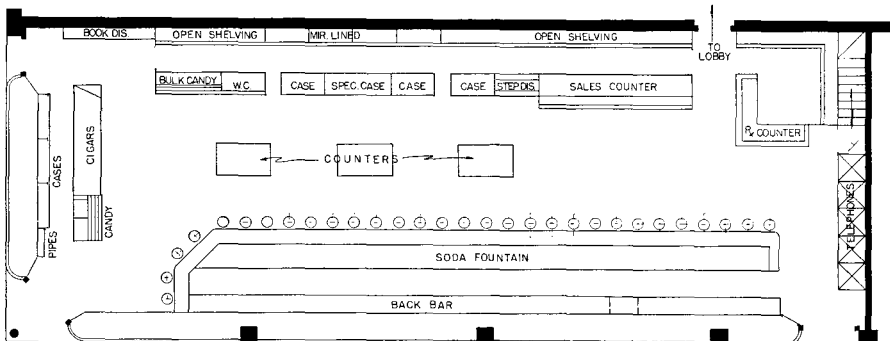 BOOK DIS.
OPEN SHELVING
MIR. LINED
OPEN SHELVING
TO
LOBBY
BULK CANDY
W.C.
CASE
SPEC. CASE
CASE
CASE
STEP DIS.
SALES COUNTER
℞ COUNTER
CIGARS
CASES
COUNTERS
CANDY
PIPES
TELEPHONES
SODA FOUNTAIN
BACK BAR